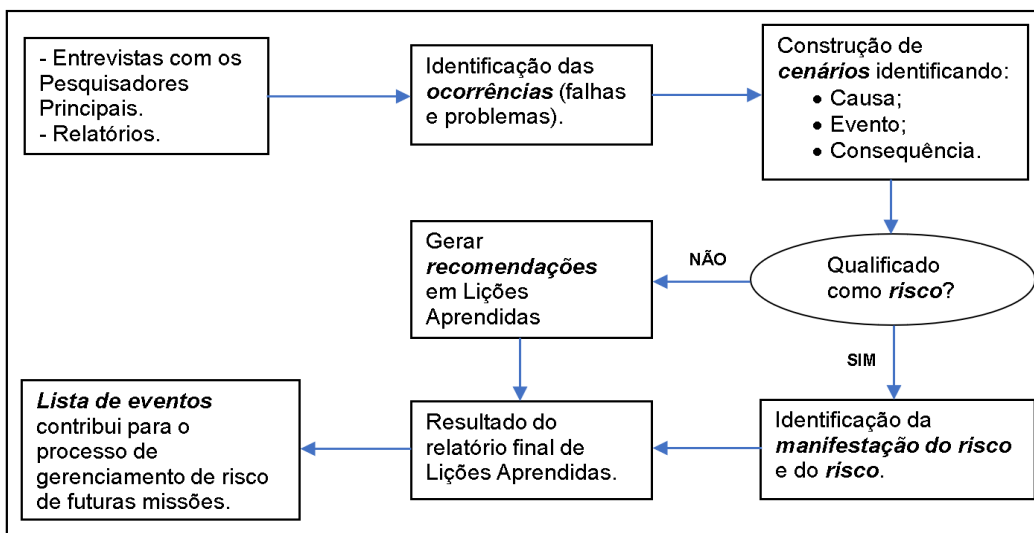 - Entrevistas com os
Pesquisadores
Principais.
- Relatórios.
Identificação das
ocorrências (falhas
e problemas).
Construção de
cenários identificando:
• Causa;
• Evento;
• Consequência.
Qualificado
como risco?
NÃO
Gerar
recomendações
em Lições
Aprendidas
SIM
Identificação da
manifestação do risco
e do risco.
Resultado do
relatório final de
Lições Aprendidas.
Lista de eventos
contribui para o
processo de
gerenciamento de risco
de futuras missões.